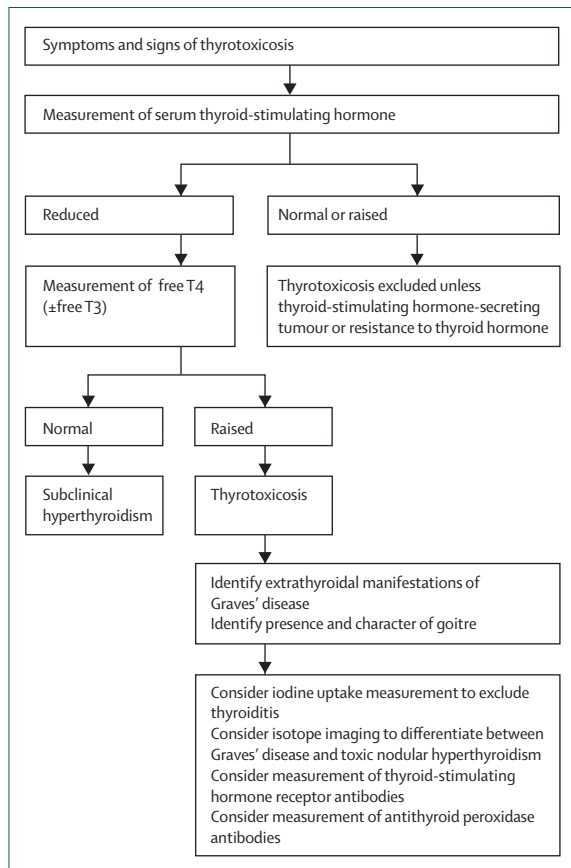 Symptoms and signs of thyrotoxicosis
Measurement of serum thyroid-stimulating hormone
Reduced
Normal or raised
Measurement of free T4
(±free T3)
Thyrotoxicosis excluded unless
thyroid-stimulating hormone-secreting
tumour or resistance to thyroid hormone
Normal
Raised
Subclinical
hyperthyroidism
Thyrotoxicosis
Identify extrathyroidal manifestations of
Graves’ disease
Identify presence and character of goitre
Consider iodine uptake measurement to exclude
thyroiditis
Consider isotope imaging to differentiate between
Graves’ disease and toxic nodular hyperthyroidism
Consider measurement of thyroid-stimulating
hormone receptor antibodies
Consider measurement of antithyroid peroxidase
antibodies